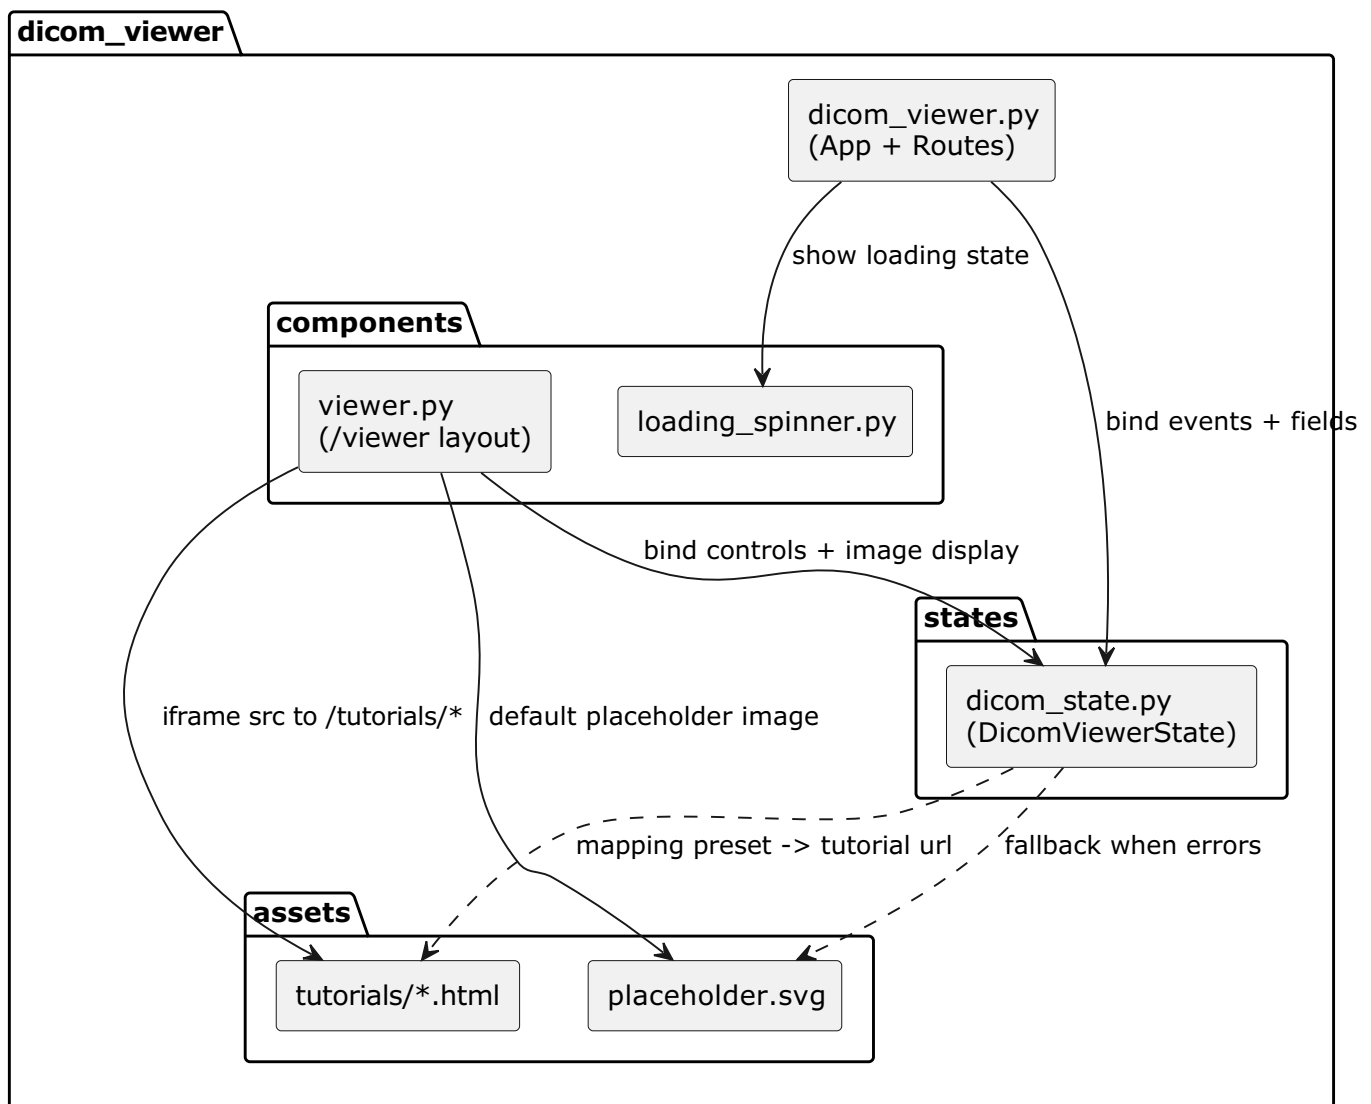 dicom_viewer
dicom_viewer.py
(App + Routes)
show loading state
components
viewer.py
(/viewer layout)
loading_spinner.py
bind events + fields
bind controls + image display
states
dicom_state.py
(DicomViewerState)
iframe src to /tutorials/*
default placeholder image
mapping preset -> tutorial url
fallback when errors
assets
tutorials/*.html
placeholder.svg